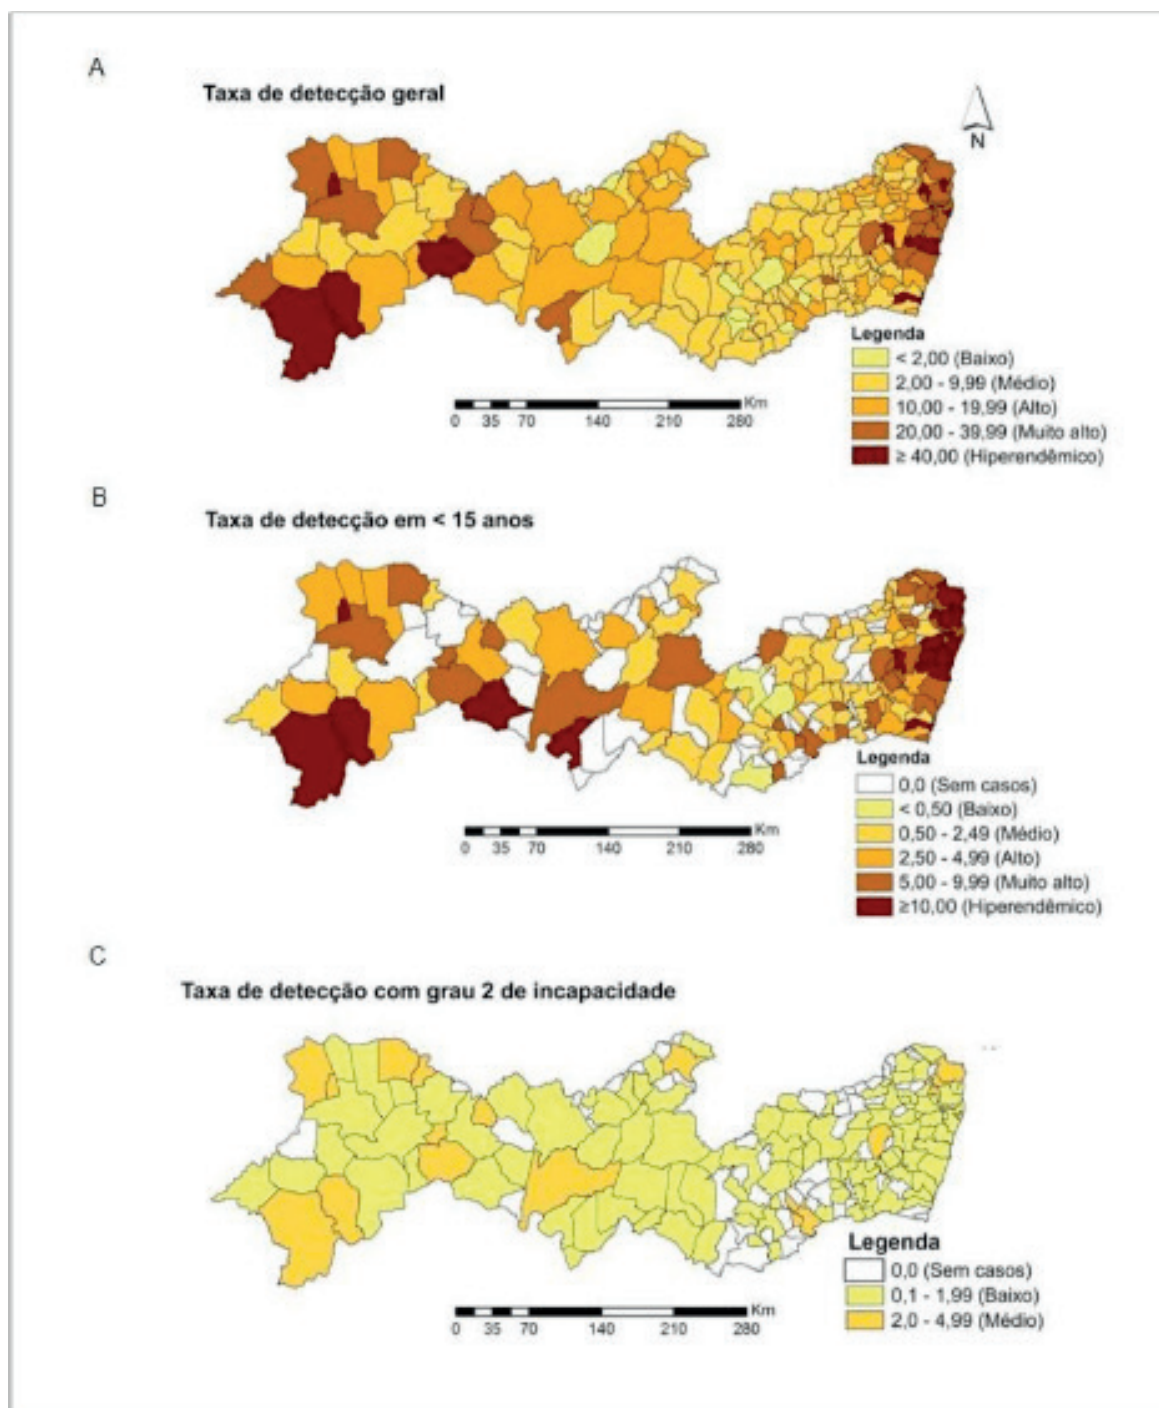 A
Taxa de detecção geral
N
Legenda
< 2,00 (Baixo)
2,00 - 9,99 (Médio)
10,00 - 19,99 (Alto)
20,00 - 39,99 (Muito alto)
≥ 40,00 (Hiperendêmico)
Km
0 35 70 140 210 280
B
Taxa de detecção em < 15 anos
Legenda
0,0 (Sem casos)
< 0,50 (Baixo)
0,50 - 2,49 (Médio)
2,50 - 4,99 (Alto)
5,00 - 9,99 (Muito alto)
≥10,00 (Hiperendêmico)
Km
0 35 70 140 210 280
C
Taxa de detecção com grau 2 de incapacidade
Legenda
0,0 (Sem casos)
0,1 - 1,99 (Baixo)
2,0 - 4,99 (Médio)
Km
0 35 70 140 210 280